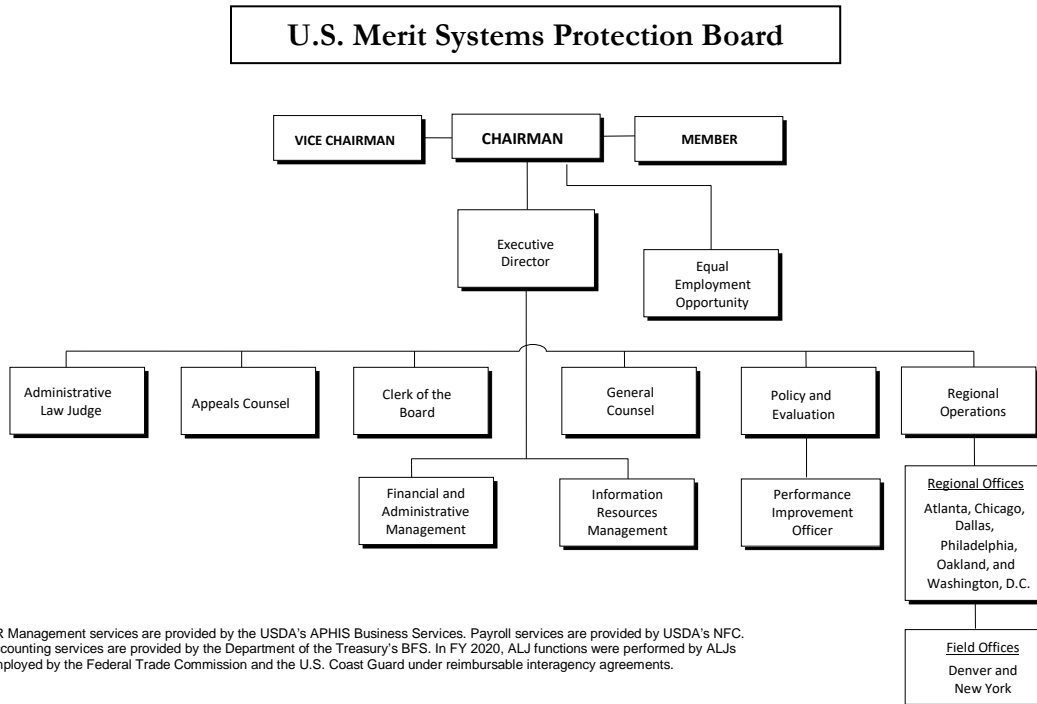 U.S. Merit Systems Protection Board
VICE CHAIRMAN
CHAIRMAN
MEMBER
Executive
Director
Equal
Employment
Opportunity
Administrative
Law Judge
Appeals Counsel
Clerk of the
Board
General
Counsel
Policy and
Evaluation
Regional
Operations
Financial and
Administrative
Management
Information
Resources
Management
Performance
Improvement
Officer
Regional Offices
Atlanta, Chicago,
Dallas,
Philadelphia,
Oakland, and
Washington, D.C.
R Management services are provided by the USDA's APHIS Business Services. Payroll services are provided by USDA's NFC.
counting services are provided by the Department of the Treasury's BFS. In FY 2020, ALJ functions were performed by ALJs
mployed by the Federal Trade Commission and the U.S. Coast Guard under reimbursable interagency agreements.
Field Offices
Denver and
New York